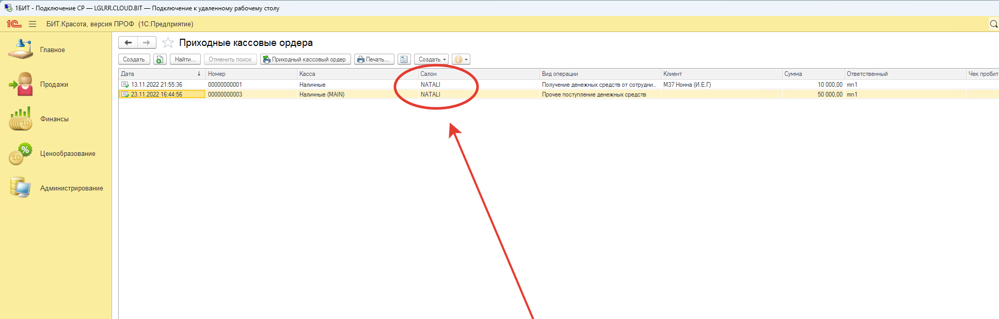 1БИТ - Подключение СР — LGLRR.CLOUD.BIT — Подключение к удаленному рабочему столу
1С БИТ.Красота, версия ПРОФ (1С:Предприятие)
Главное
Продажи
Финансы
Ценообразование
Администрирование
Приходные кассовые ордера
Создать Найти... Отменить поиск Приходный кассовый ордер Печать... Создать
Дата Номер Касса Салон Вид операции Клиент Сумма Ответственный Чек пробит
13.11.2022 21:55:36 00000000001 Наличные NATALI Получение денежных средств от сотрудни... М37 Нонна (И.Е.Г) 10 000,00 mn1
23.11.2022 16:44:56 00000000003 Наличные (MAIN) NATALI Прочее поступление денежных средств 50 000,00 mn1
10
%
10